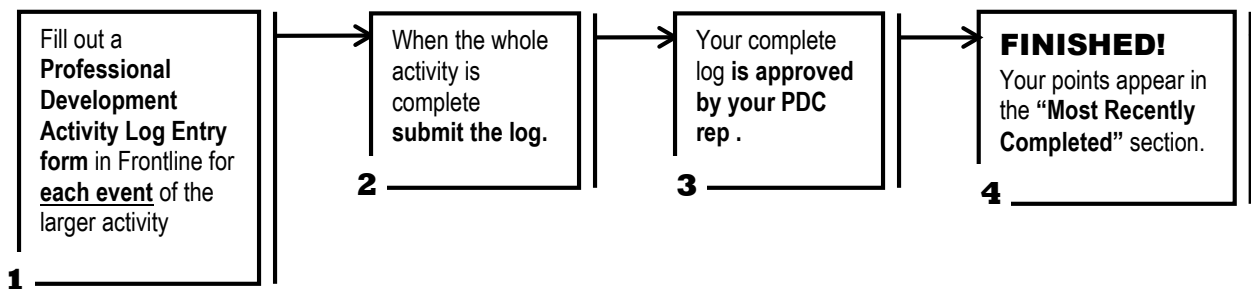 Fill out a
Professional
Development
Activity Log Entry
form in Frontline for
each event of the
larger activity
1
When the whole
activity is
complete
submit the log.
2
Your complete
log is approved
by your PDC
rep .
3
FINISHED!
Your points appear in
the “Most Recently
Completed” section.
4